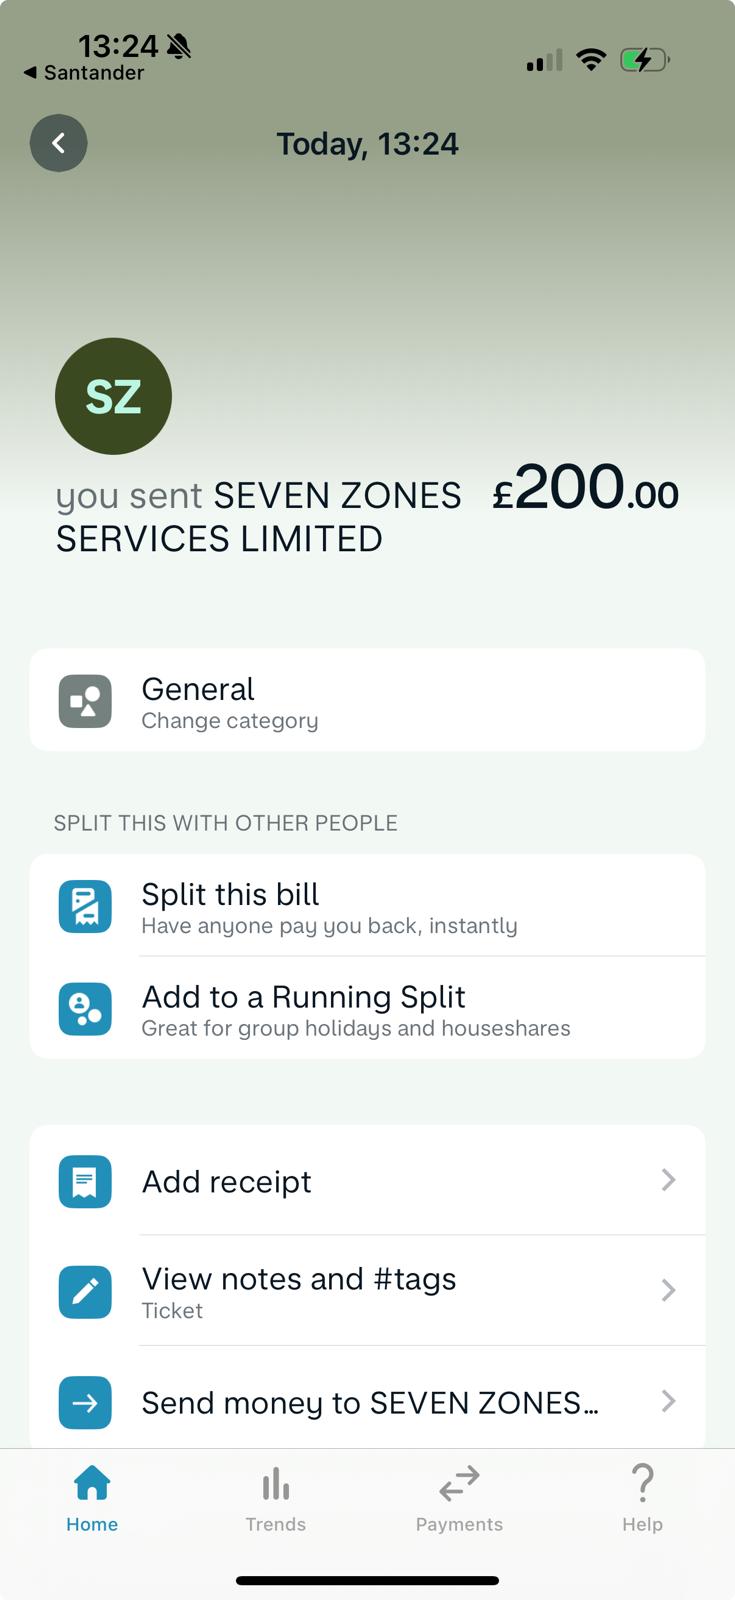 13:24
Santander
Today, 13:24
SZ
you sent SEVEN ZONES £200.00
SERVICES LIMITED
General
Change category
SPLIT THIS WITH OTHER PEOPLE
Split this bill
Have anyone pay you back, instantly
Add to a Running Split
Great for group holidays and houseshares
Add receipt
View notes and #tags
Ticket
Send money to SEVEN ZONES...
Home Trends Payments Help